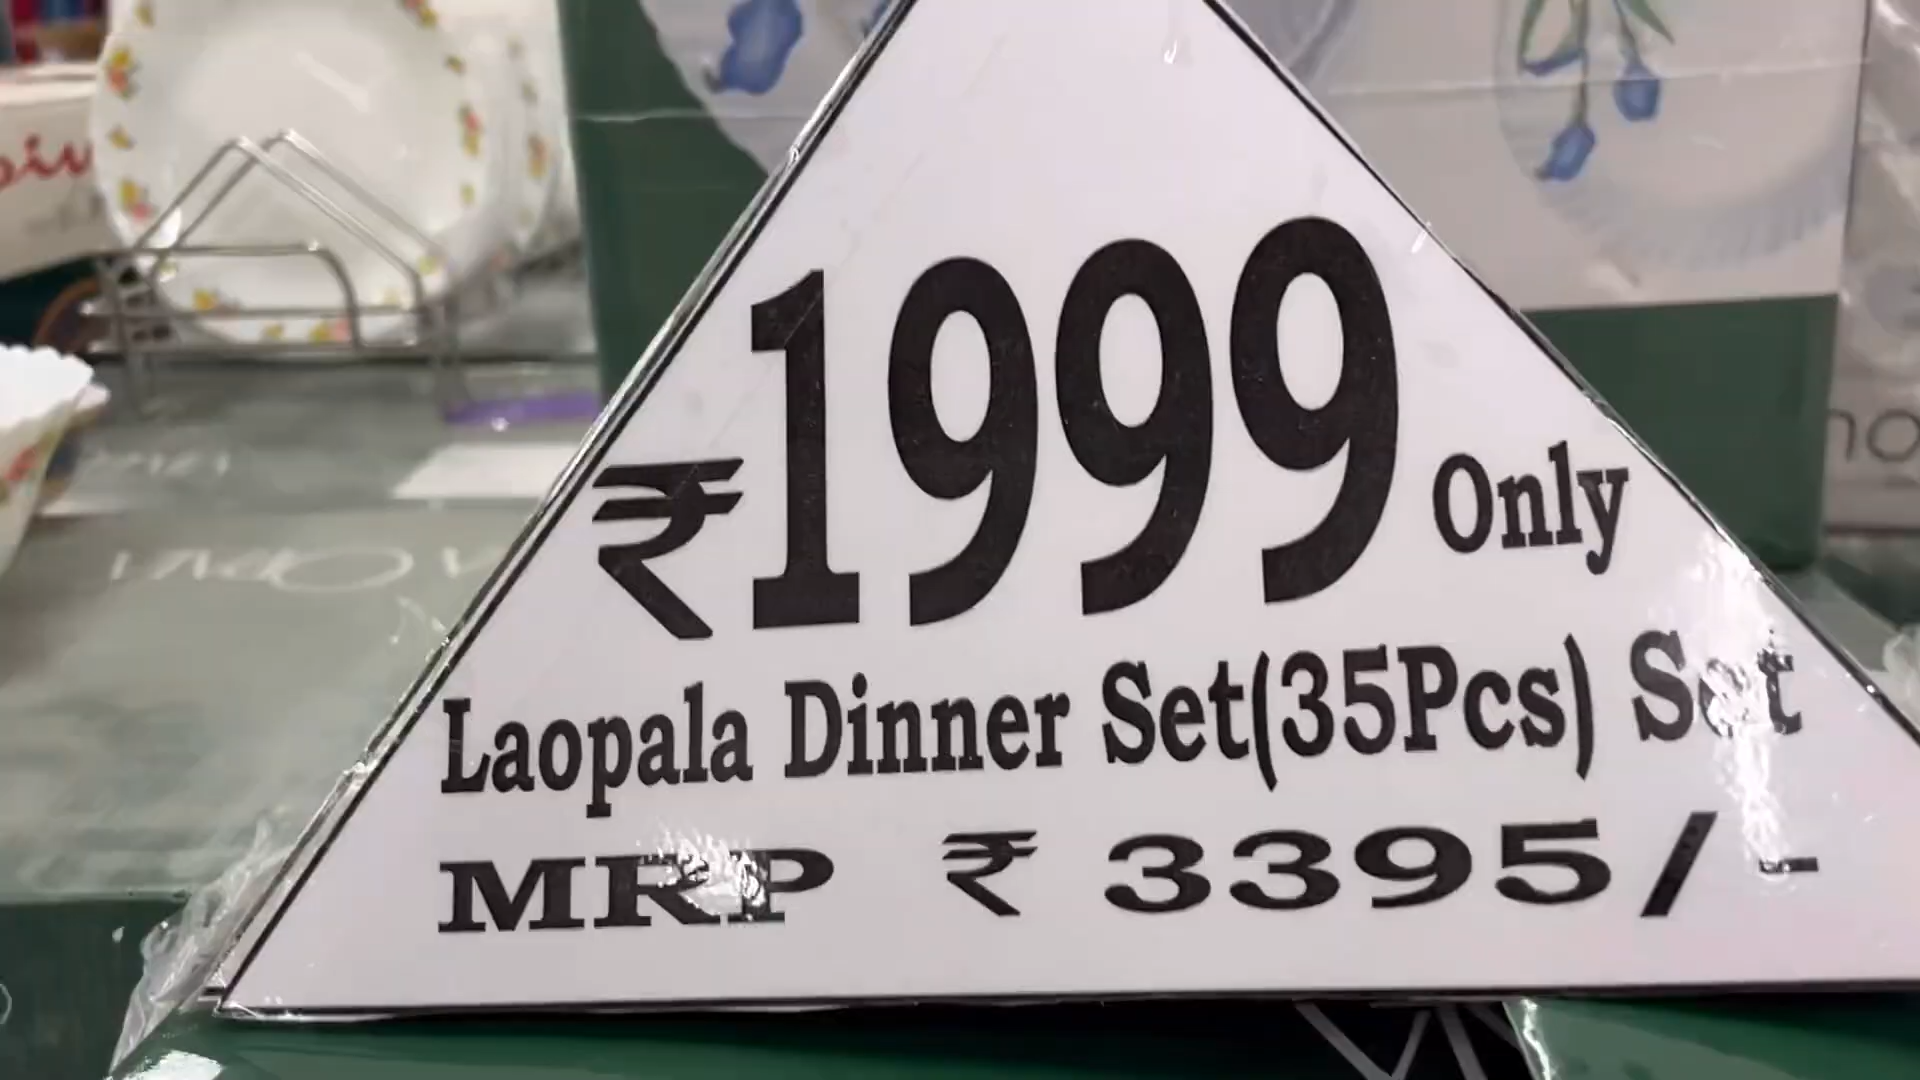 ₹1999 Only
Laopala Dinner Set(35Pcs) Set
MRP ₹ 3395/-